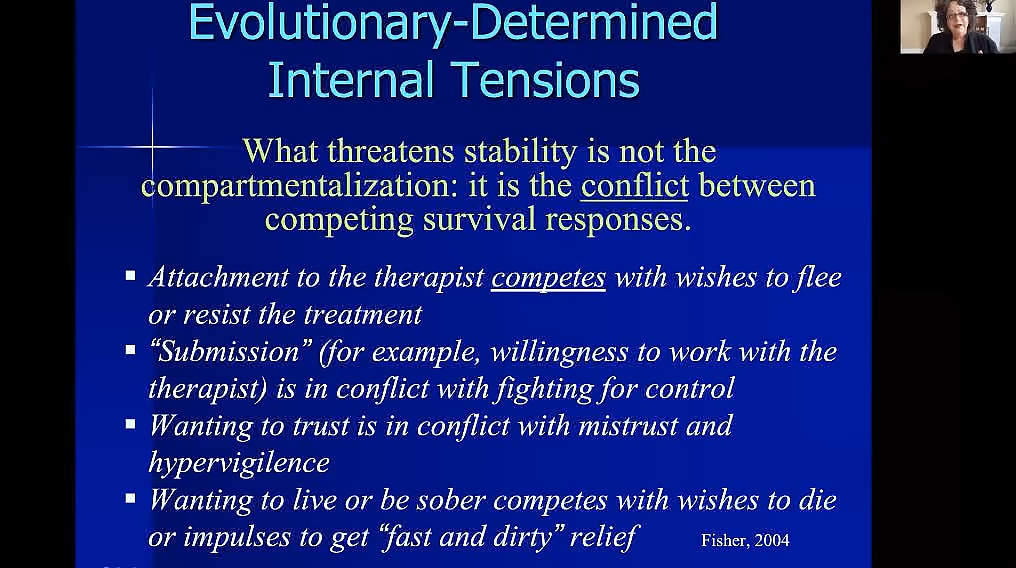 Evolutionary-Determined
Internal Tensions
What threatens stability is not the
compartmentalization: it is the conflict between
competing survival responses.
▪ Attachment to the therapist competes with wishes to flee
or resist the treatment
▪ “Submission” (for example, willingness to work with the
therapist) is in conflict with fighting for control
▪ Wanting to trust is in conflict with mistrust and
hypervigilence
▪ Wanting to live or be sober competes with wishes to die
or impulses to get “fast and dirty” relief
Fisher, 2004